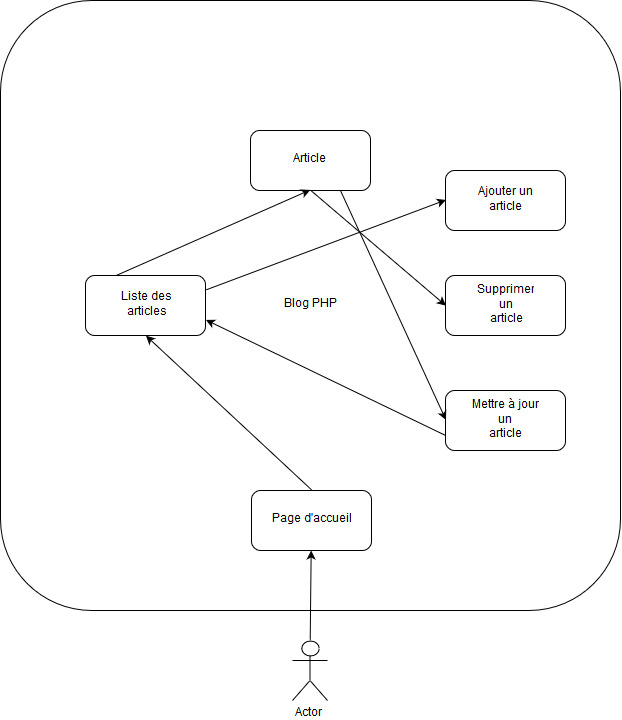 Article
Ajouter un
article
Liste des
articles
Blog PHP
Supprimer
un
article
Mettre à jour
un
article
Page d'accueil
Actor